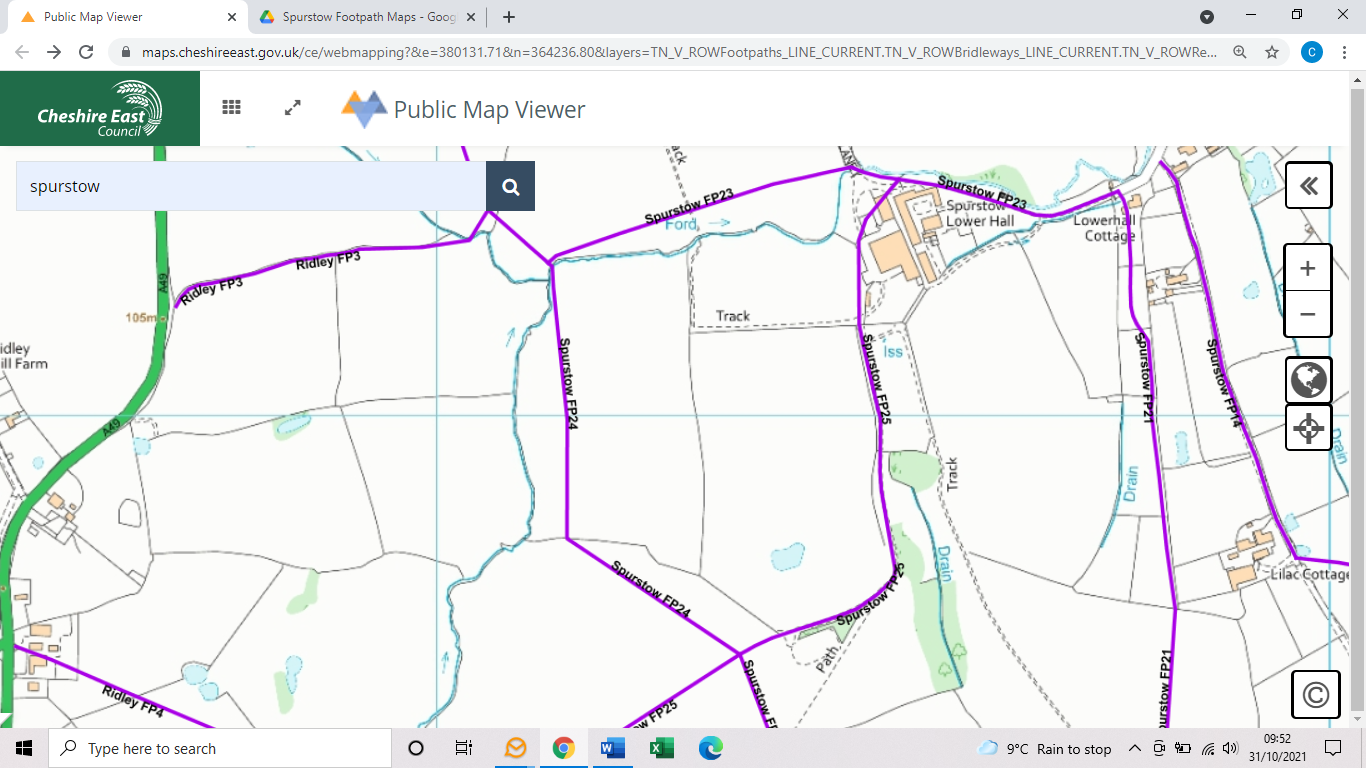 Public Map Viewer
Spurstow Footpath Maps - Goog
maps.cheshireeast.gov.uk/ce/webmapping?&e=380131.71&n=364236.80&layers=TN_V_ROWFootpaths_LINE_CURRENT.TN_V_ROWBridleways_LINE_CURRENT.TN_V_ROWRe...
C
Cheshire East
Council
Public Map Viewer
spurstow
ack
Spurstow FP23
Ford
Spurstow FP23
Spurstow
Lower Hall
Lowerhall
Cottage
Ridley FP3
Ridley FP3
A49
105m
Track
Iss
idley
ill Farm
A49
Spurstow FP24
Spurstow FP25
Spurstow FP21
Spurstow FP14
Drain
Track
Drain
Drain
Spurstow FP24
Spurstow FP25
Path
Lilac Cottage
Ridley FP4
w FP25
Spurstow FP
purstow FP21
©
Type here to search
9°C Rain to stop
09:52
31/10/2021